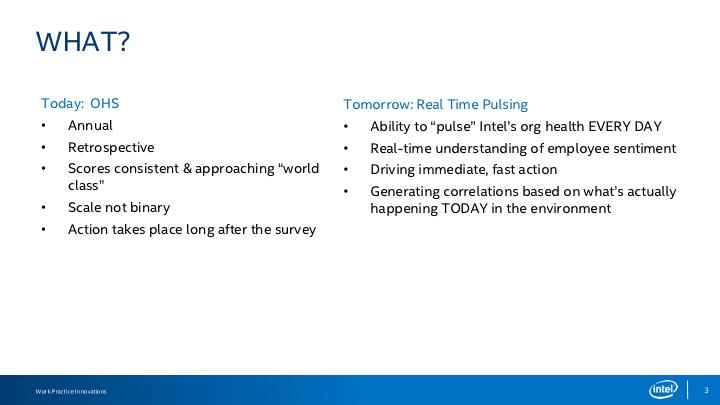 WHAT?
Today: OHS
• Annual
• Retrospective
• Scores consistent & approaching “world
class”
• Scale not binary
• Action takes place long after the survey
Tomorrow: Real Time Pulsing
• Ability to “pulse” Intel’s org health EVERY DAY
• Real-time understanding of employee sentiment
• Driving immediate, fast action
• Generating correlations based on what’s actually
happening TODAY in the environment
Work Practice Innovations
intel
3